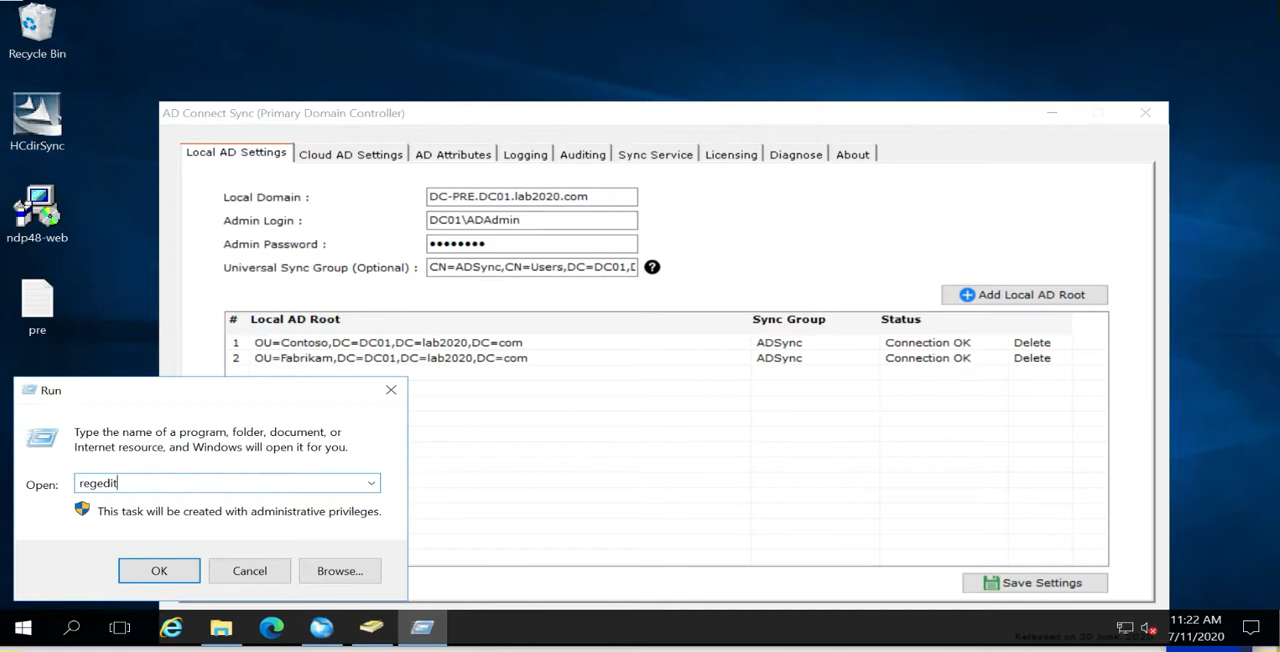 Recycle Bin
HCdirSync
ndp48-web
pre
AD Connect Sync (Primary Domain Controller)
Local AD Settings
Cloud AD Settings
AD Attributes
Logging
Auditing
Sync Service
Licensing
Diagnose
About
Local Domain :
DC-PRE.DC01.lab2020.com
Admin Login :
DC01\ADAdmin
Admin Password :
••••••••
Universal Sync Group (Optional) :
CN=ADSync,CN=Users,DC=DC01,D
?
Add Local AD Root
# Local AD Root Sync Group Status
1 OU=Contoso,DC=DC01,DC=lab2020,DC=com ADSync Connection OK Delete
2 OU=Fabrikam,DC=DC01,DC=lab2020,DC=com ADSync Connection OK Delete
Save Settings
Run
Type the name of a program, folder, document, or
Internet resource, and Windows will open it for you.
Open:
regedit
This task will be created with administrative privileges.
OK
Cancel
Browse...
Released on 30 June, 2020
11:22 AM
7/11/2020